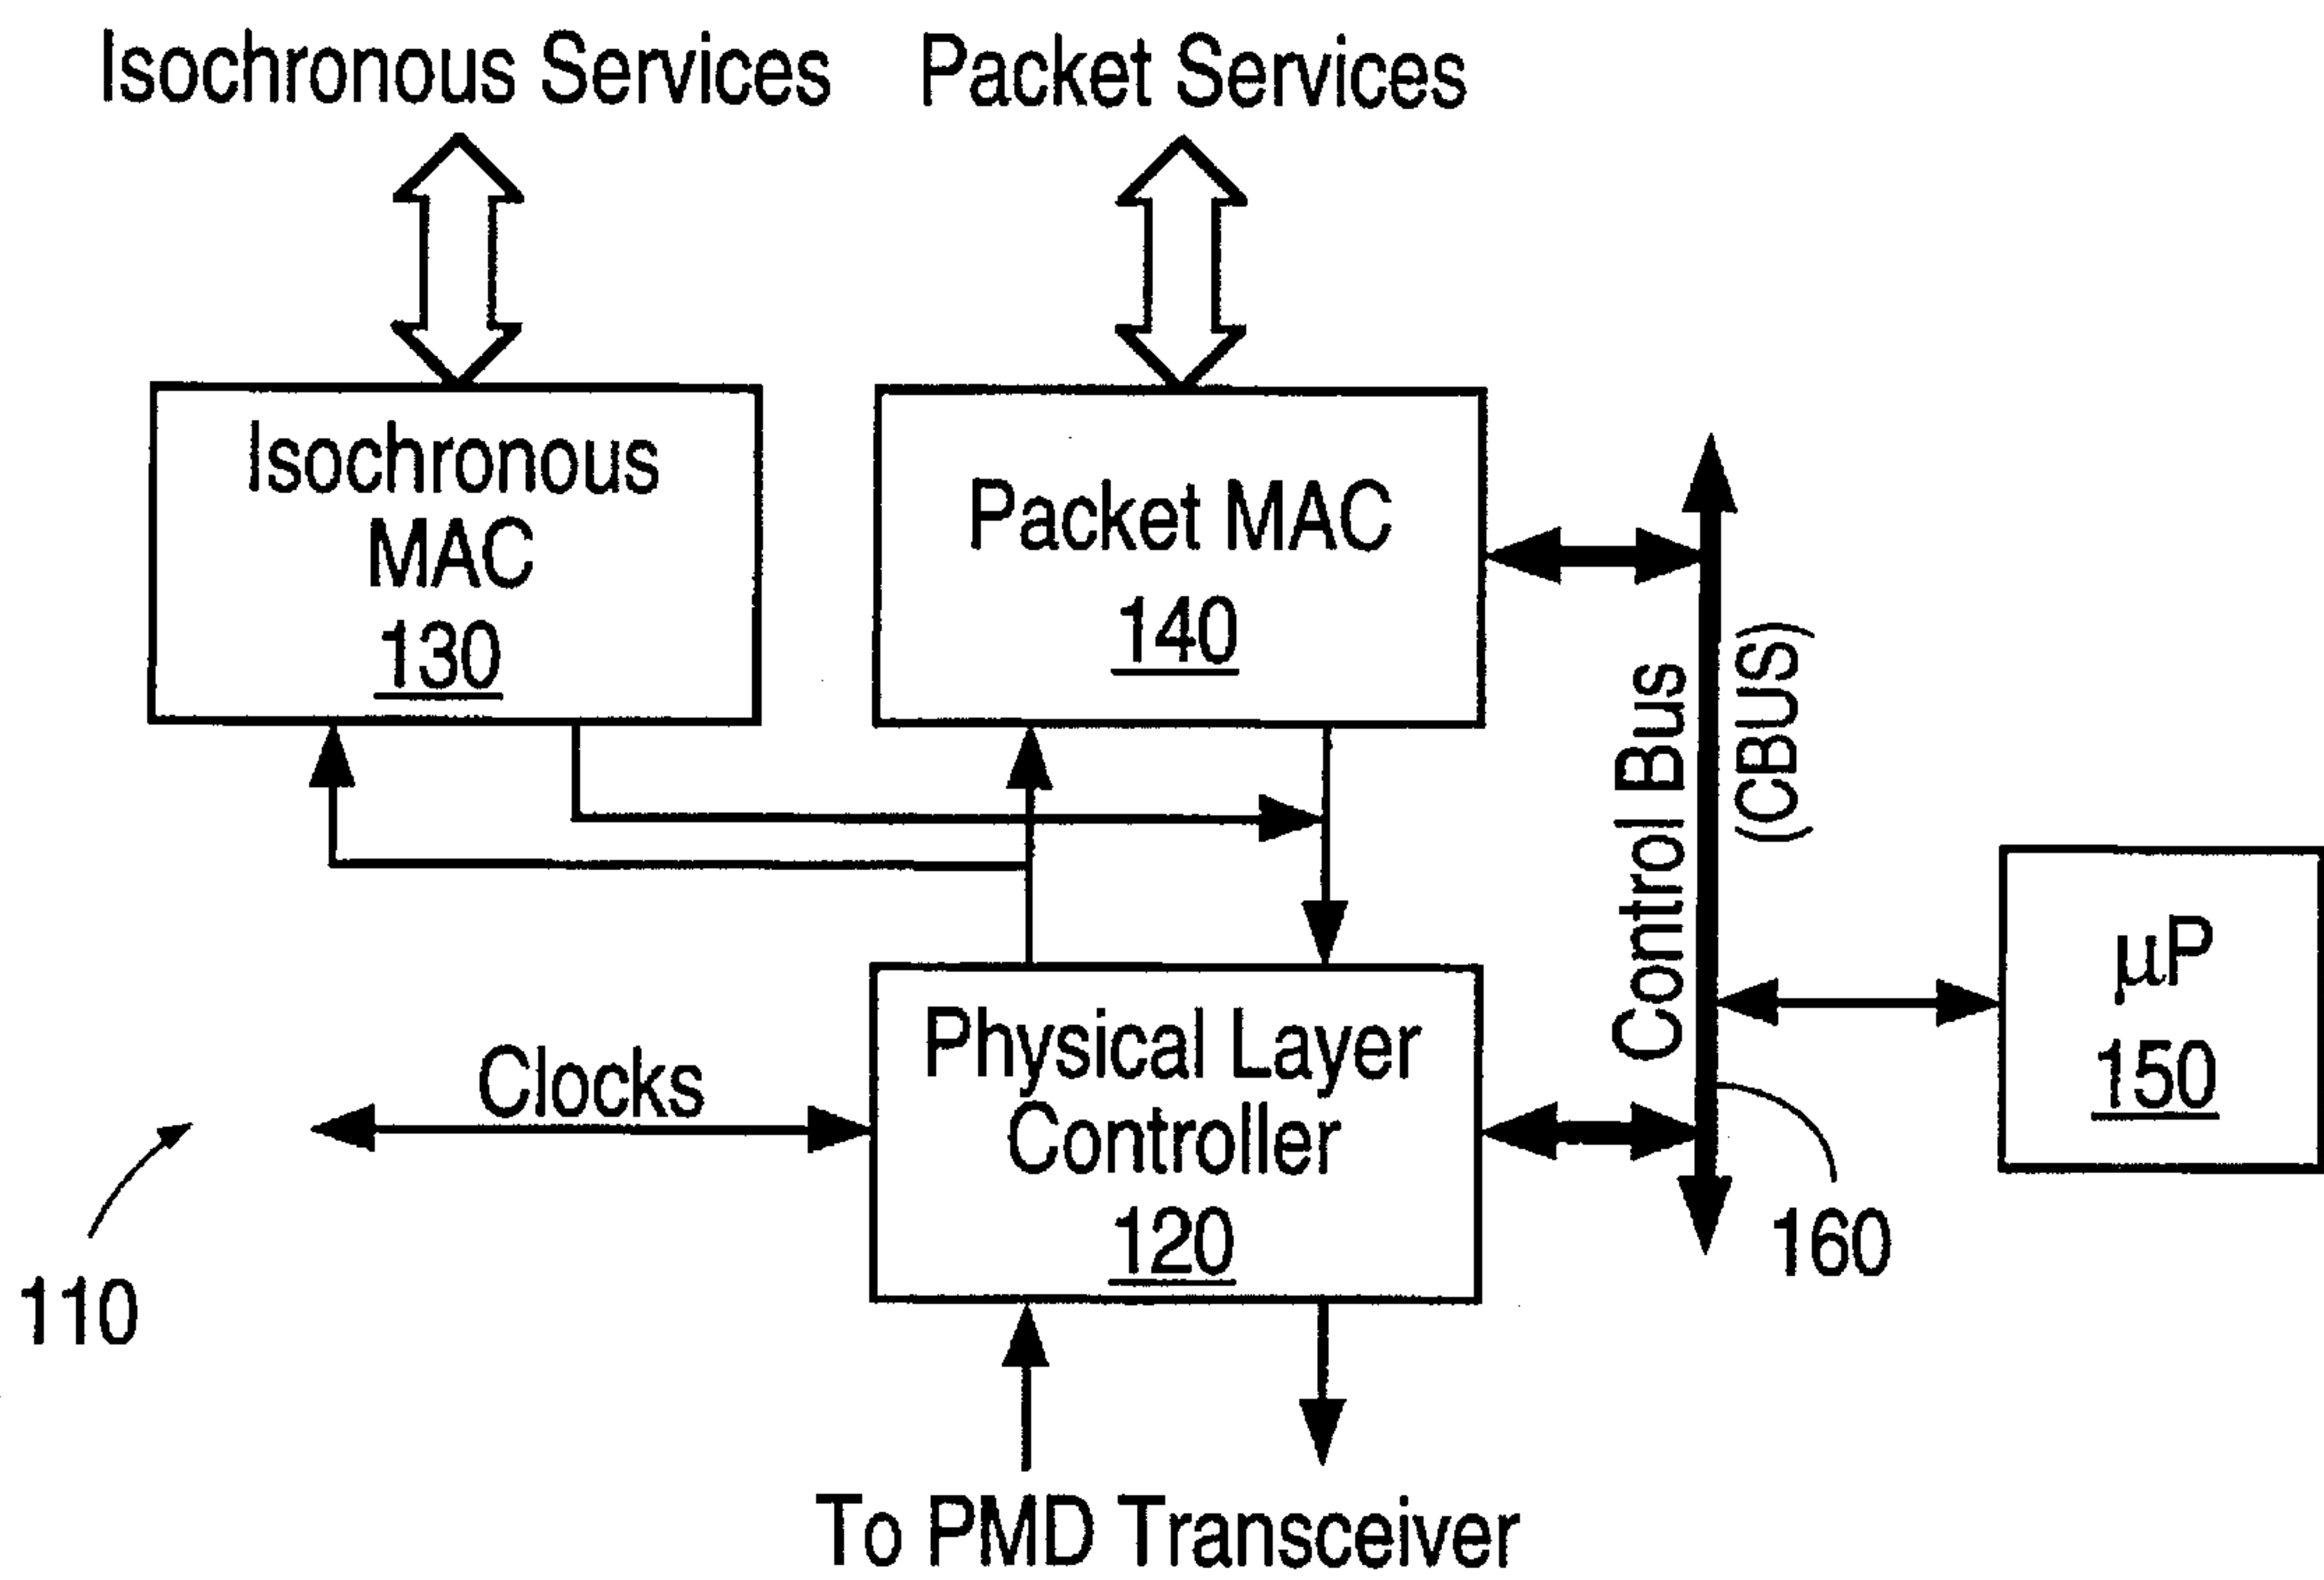 Isochronous Services
Packet Services
Isochronous
MAC
130
Packet MAC
140
Control Bus
(CBUS)
µP
150
Physical Layer
Controller
120
Clocks
110
160
To PMD Transceiver